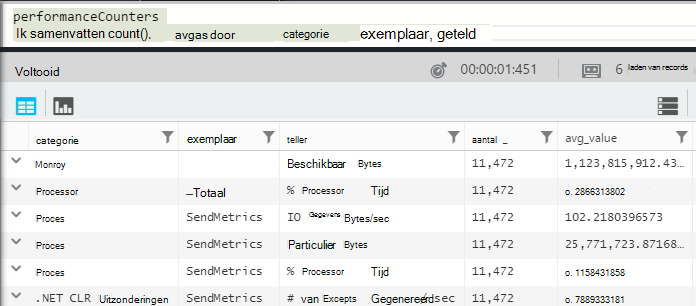 performanceCounters
Ik samenvatten count(). avgas door categorie exemplaar, geteld
Voltooid 00:00:01:451 6 laden van records
categorie exemplaar teller aantal _ avg_value
Monroy Beschikbaar Bytes 11,472 1,123,815,912.43...
Processor –Totaal % Processor Tijd 11,472 o. 2866313802
Proces SendMetrics IO Gegevens Bytes/sec 11,472 102.2180396573
Proces SendMetrics Particulier Bytes 11,472 25,771,723.87168...
Proces SendMetrics % Processor Tijd 11,472 o. 1158431858
.NET CLR Uitzonderingen SendMetrics # van Excepts Gegenereerd/dsec 11,472 o. 7889333181